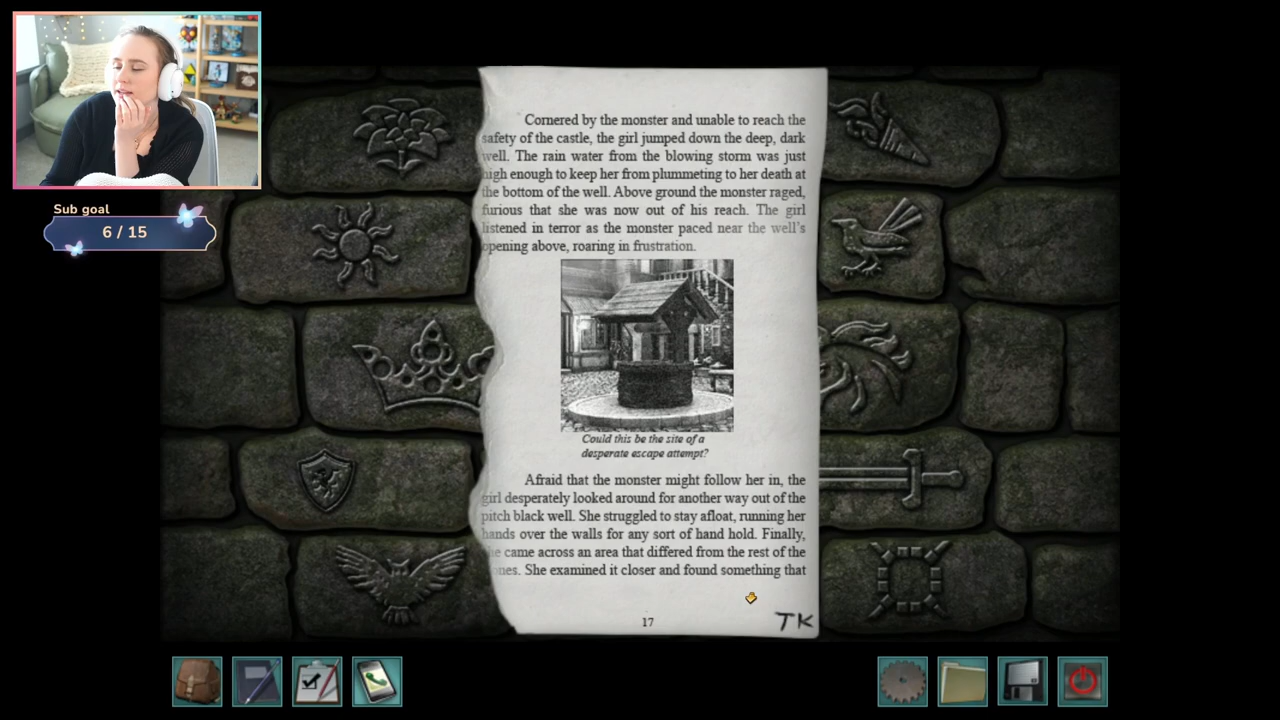 Sub goal
6 / 15
Cornered by the monster and unable to reach the
safety of the castle, the girl jumped down the deep, dark
well. The rain water from the blowing storm was just
high enough to keep her from plummeting to her death at
the bottom of the well. Above ground the monster raged,
furious that she was now out of his reach. The girl
listened in terror as the monster paced near the well's
opening above, roaring in frustration.
Could this be the site of a
desperate escape attempt?
Afraid that the monster might follow her in, the
girl desperately looked around for another way out of the
pitch black well. She struggled to stay afloat, running her
hands over the walls for any sort of hand hold. Finally,
she came across an area that differed from the rest of the
She examined it closer and found something that
17
TK